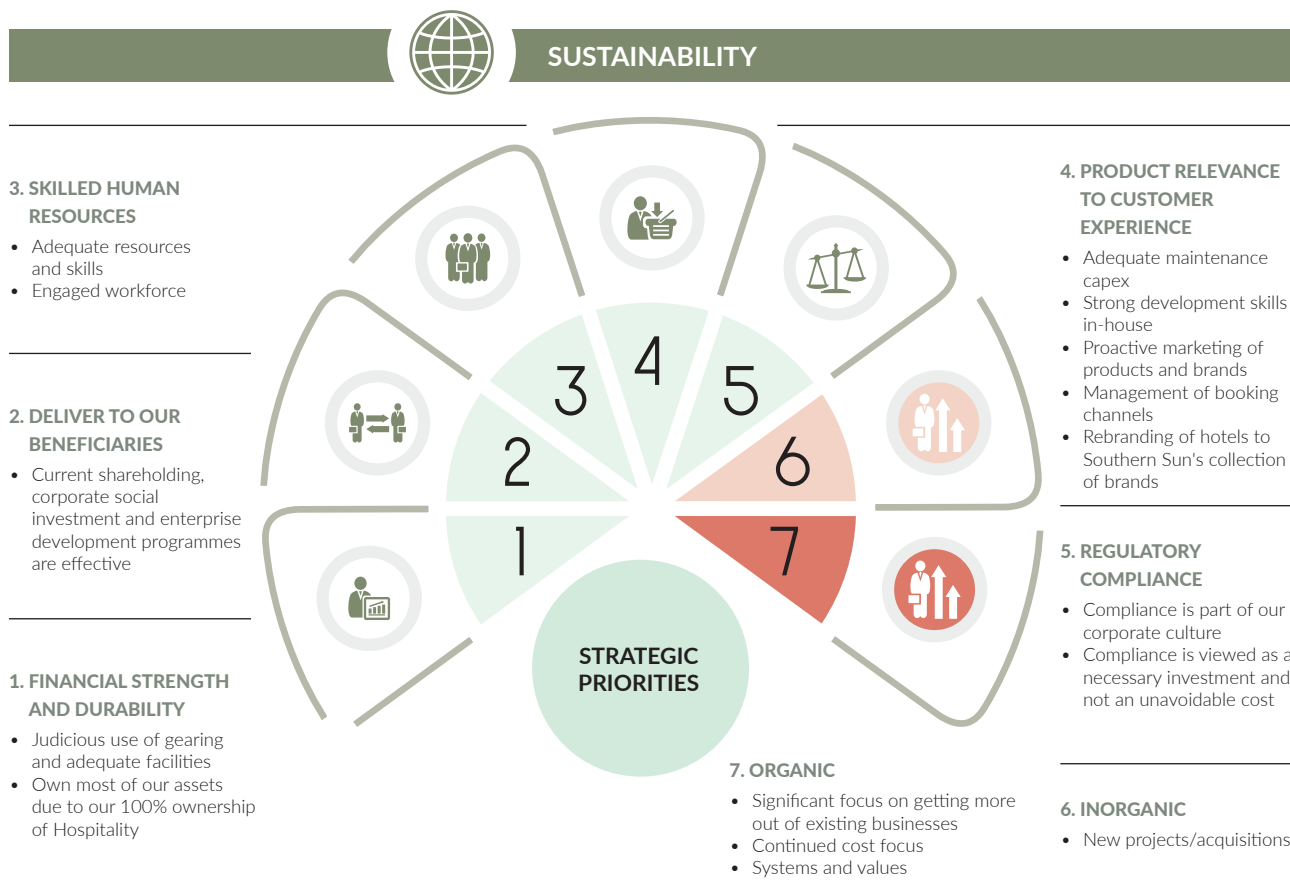 SUSTAINABILITY
3. SKILLED HUMAN
RESOURCES
• Adequate resources
and skills
• Engaged workforce
2. DELIVER TO OUR
BENEFICIARIES
• Current shareholding,
corporate social
investment and enterprise
development programmes
are effective
1. FINANCIAL STRENGTH
AND DURABILITY
• Judicious use of gearing
and adequate facilities
• Own most of our assets
due to our 100% ownership
of Hospitality
1
2
3
4
5
6
7
STRATEGIC
PRIORITIES
4. PRODUCT RELEVANCE
TO CUSTOMER
EXPERIENCE
• Adequate maintenance
capex
• Strong development skills
in-house
• Proactive marketing of
products and brands
• Management of booking
channels
• Rebranding of hotels to
Southern Sun's collection
of brands
5. REGULATORY
COMPLIANCE
• Compliance is part of our
corporate culture
• Compliance is viewed as a
necessary investment and
not an unavoidable cost
6. INORGANIC
• New projects/acquisitions
7. ORGANIC
• Significant focus on getting more
out of existing businesses
• Continued cost focus
• Systems and values